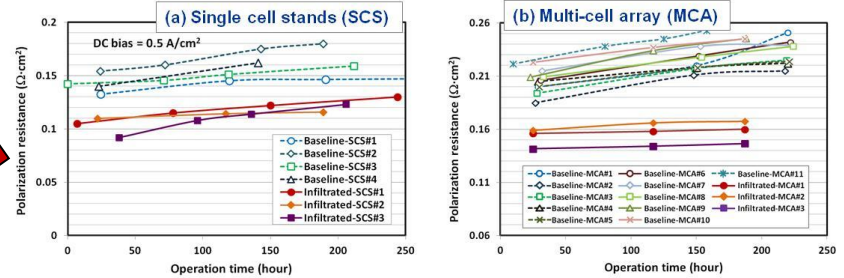 (a) Single cell stands (SCS)
DC bias = 0.5 A/cm²
Polarization resistance (Ω·cm²)
0.2
0.15
0.1
0.05
0
0
50
100
150
200
250
Operation time (hour)
Baseline-SCS#1
Baseline-SCS#2
Baseline-SCS#3
Baseline-SCS#4
Infiltrated-SCS#1
Infiltrated-SCS#2
Infiltrated-SCS#3
(b) Multi-cell array (MCA)
Polarization resistance (Ω·cm²)
0.26
0.21
0.16
0.11
0.06
0
50
100
150
200
250
Operation time (hour)
Baseline-MCA#1 Baseline-MCA#6 Baseline-MCA#11
Baseline-MCA#2 Baseline-MCA#7 Infiltrated-MCA#1
Baseline-MCA#3 Baseline-MCA#8 Infiltrated-MCA#2
Baseline-MCA#4 Baseline-MCA#9 Infiltrated-MCA#3
Baseline-MCA#5 Baseline-MCA#10